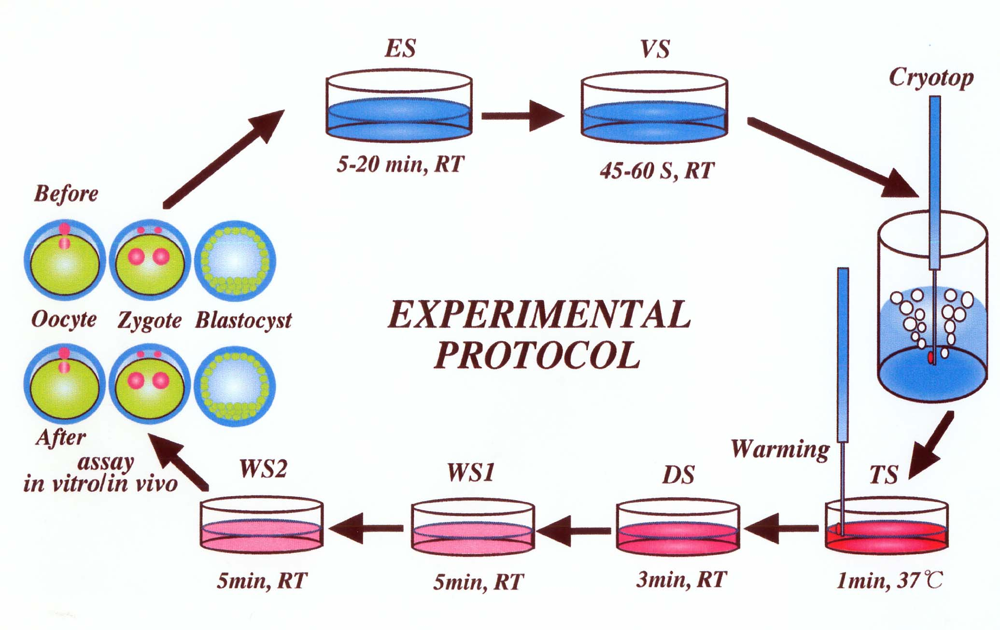 ES
VS
Cryotop
5-20 min, RT
45-60 S, RT
Before
Oocyte
Zygote
Blastocyst
EXPERIMENTAL
PROTOCOL
After
assay
in vitro/in vivo
WS2
WS1
DS
Warming
TS
5min, RT
5min, RT
3min, RT
1min, 37℃